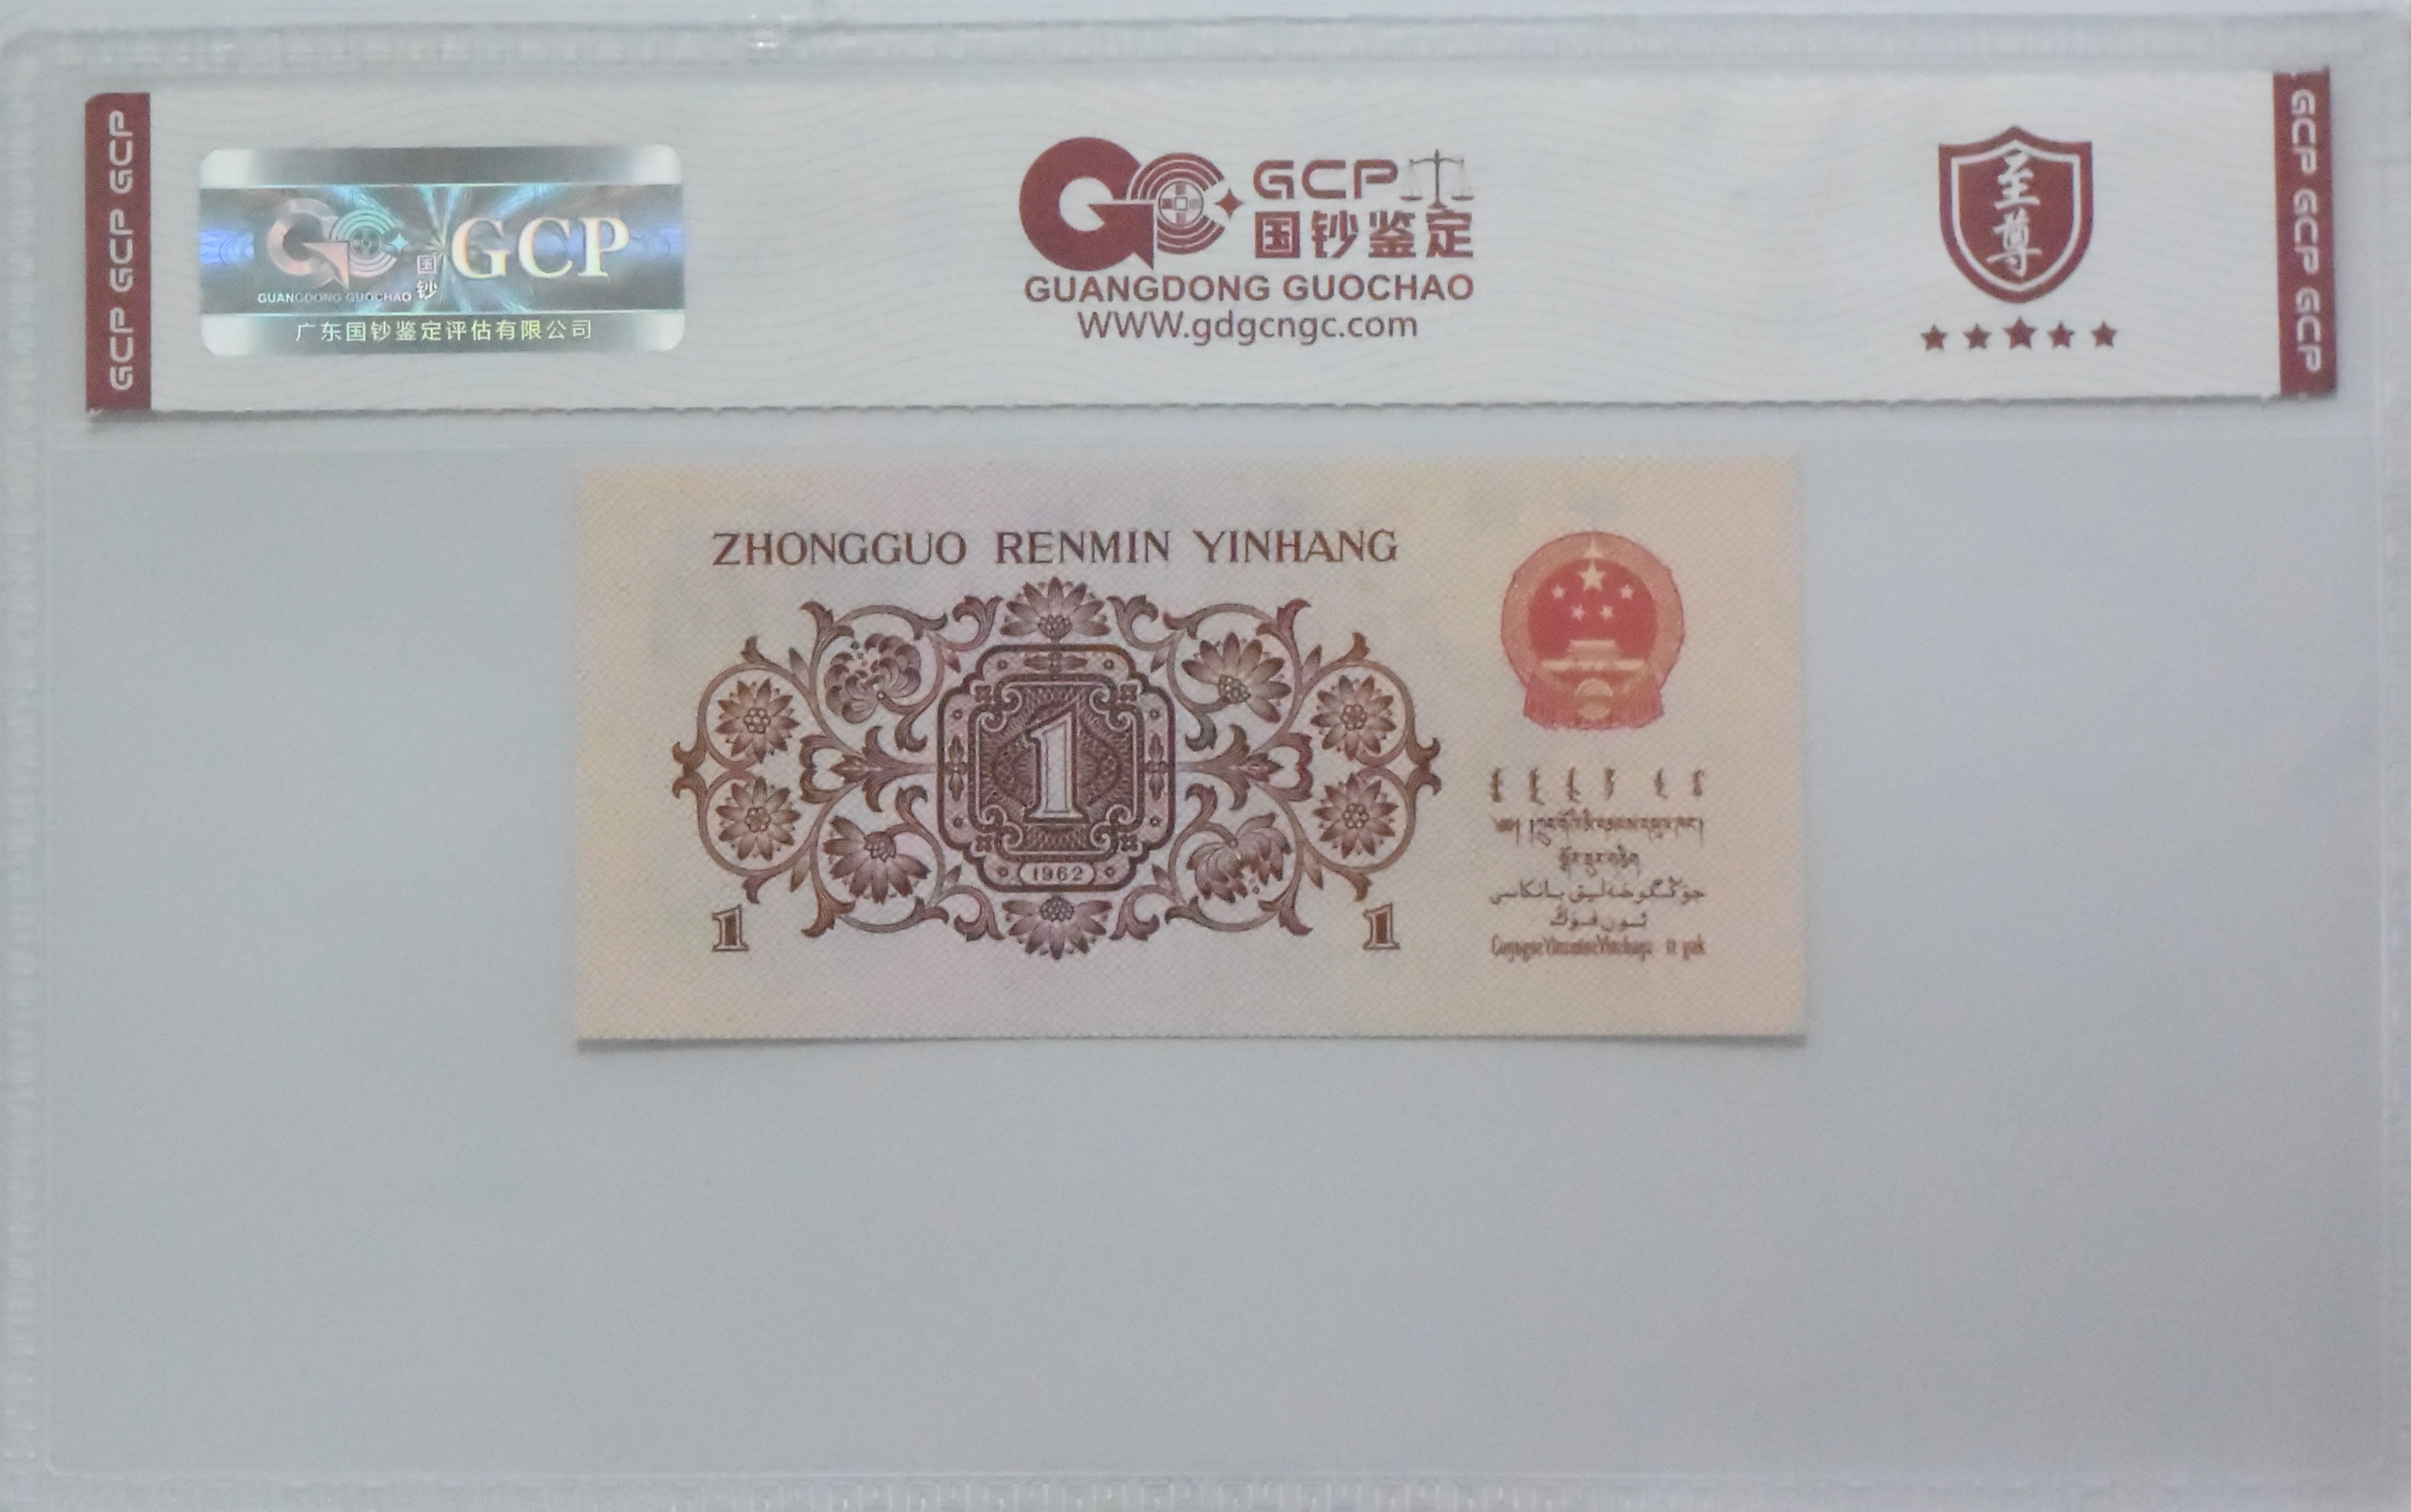 GCP GCP GCP
国钞
GCP
GUANGDONG GUOCHAO
广东国钞鉴定评估有限公司
GCP
国钞鉴定
GUANGDONG GUOCHAO
WWW.gdgcngc.com
至尊
GCP GCP GCP
ZHONGGUO RENMIN YINHANG
1
1962
1
1